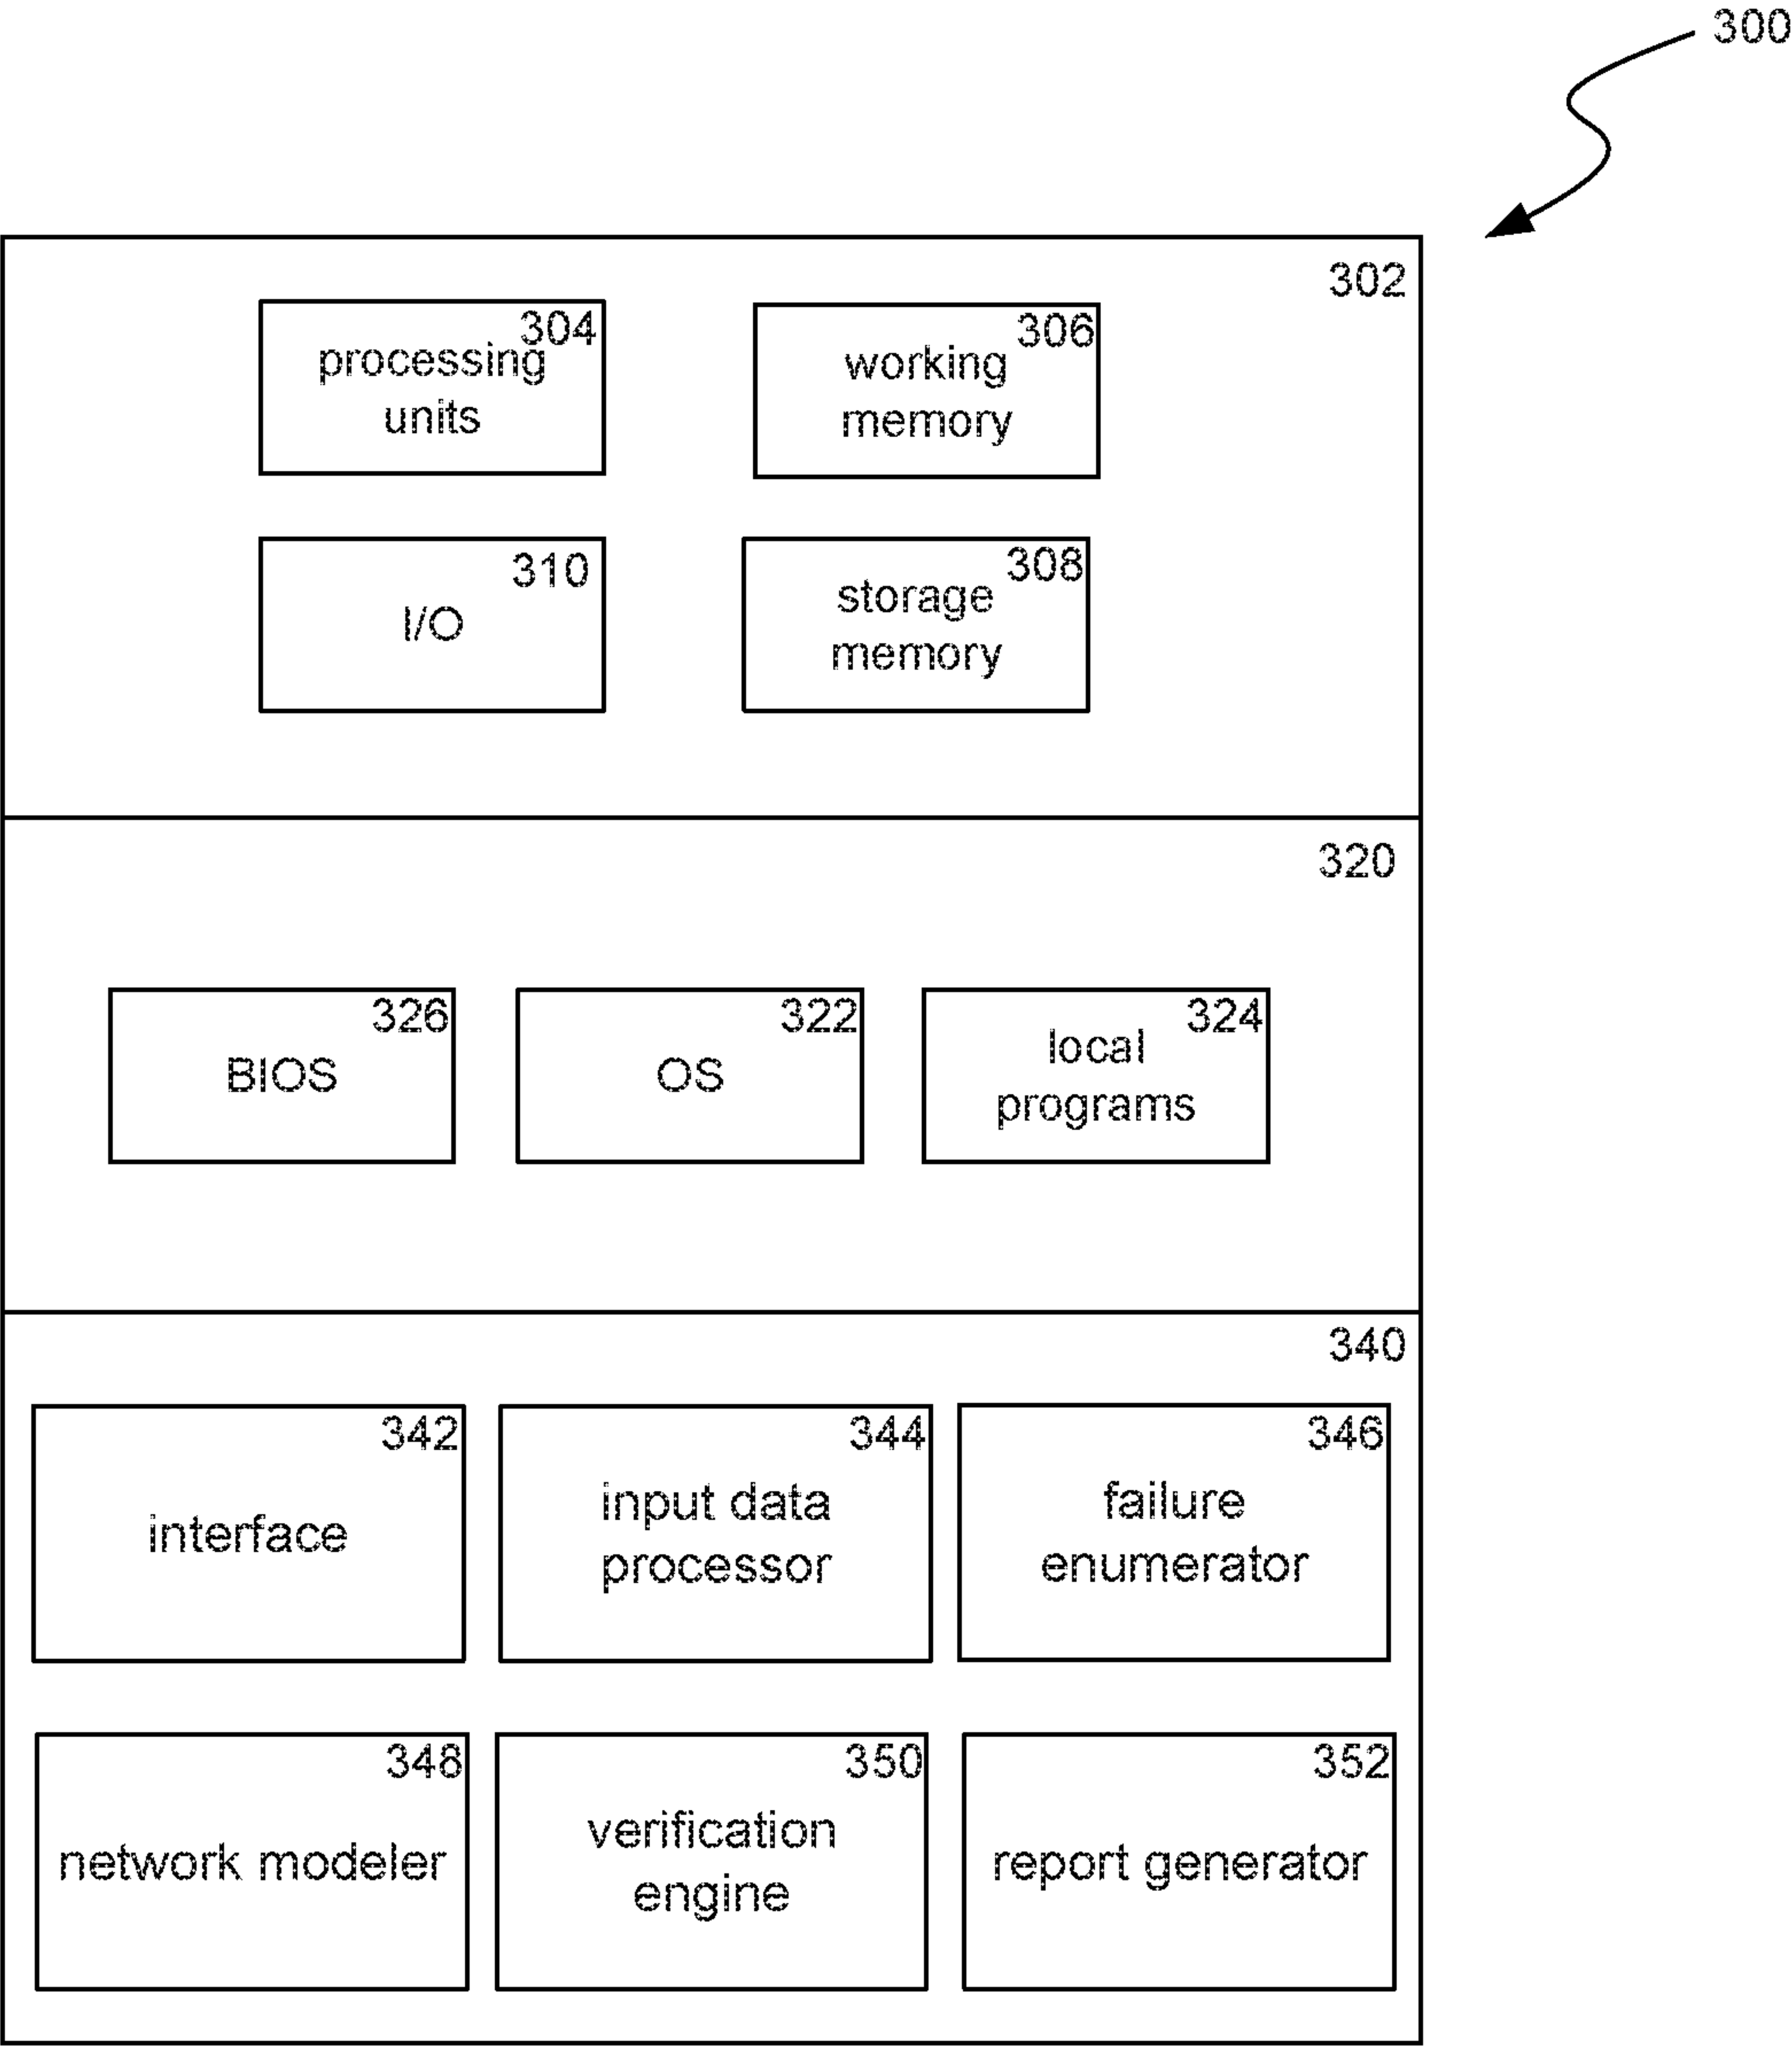 300
302
304
processing
units
306
working
memory
310
I/O
308
storage
memory
320
326
BIOS
322
OS
324
local
programs
340
342
interface
344
input data
processor
346
failure
enumerator
348
network modeler
350
verification
engine
352
report generator